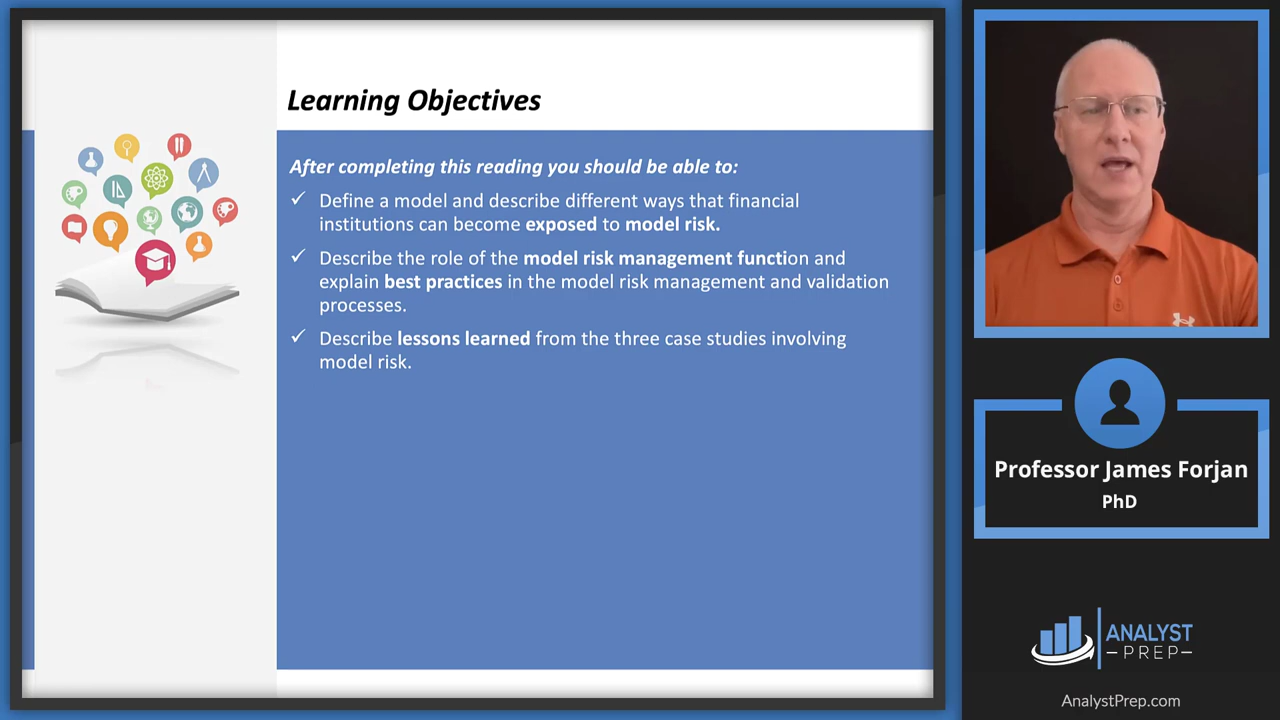 Learning Objectives
After completing this reading you should be able to:
✓ Define a model and describe different ways that financial
institutions can become exposed to model risk.
✓ Describe the role of the model risk management function and
explain best practices in the model risk management and validation
processes.
✓ Describe lessons learned from the three case studies involving
model risk.
Professor James Forjan
PhD
ANALYST
–PREP–
AnalystPrep.com